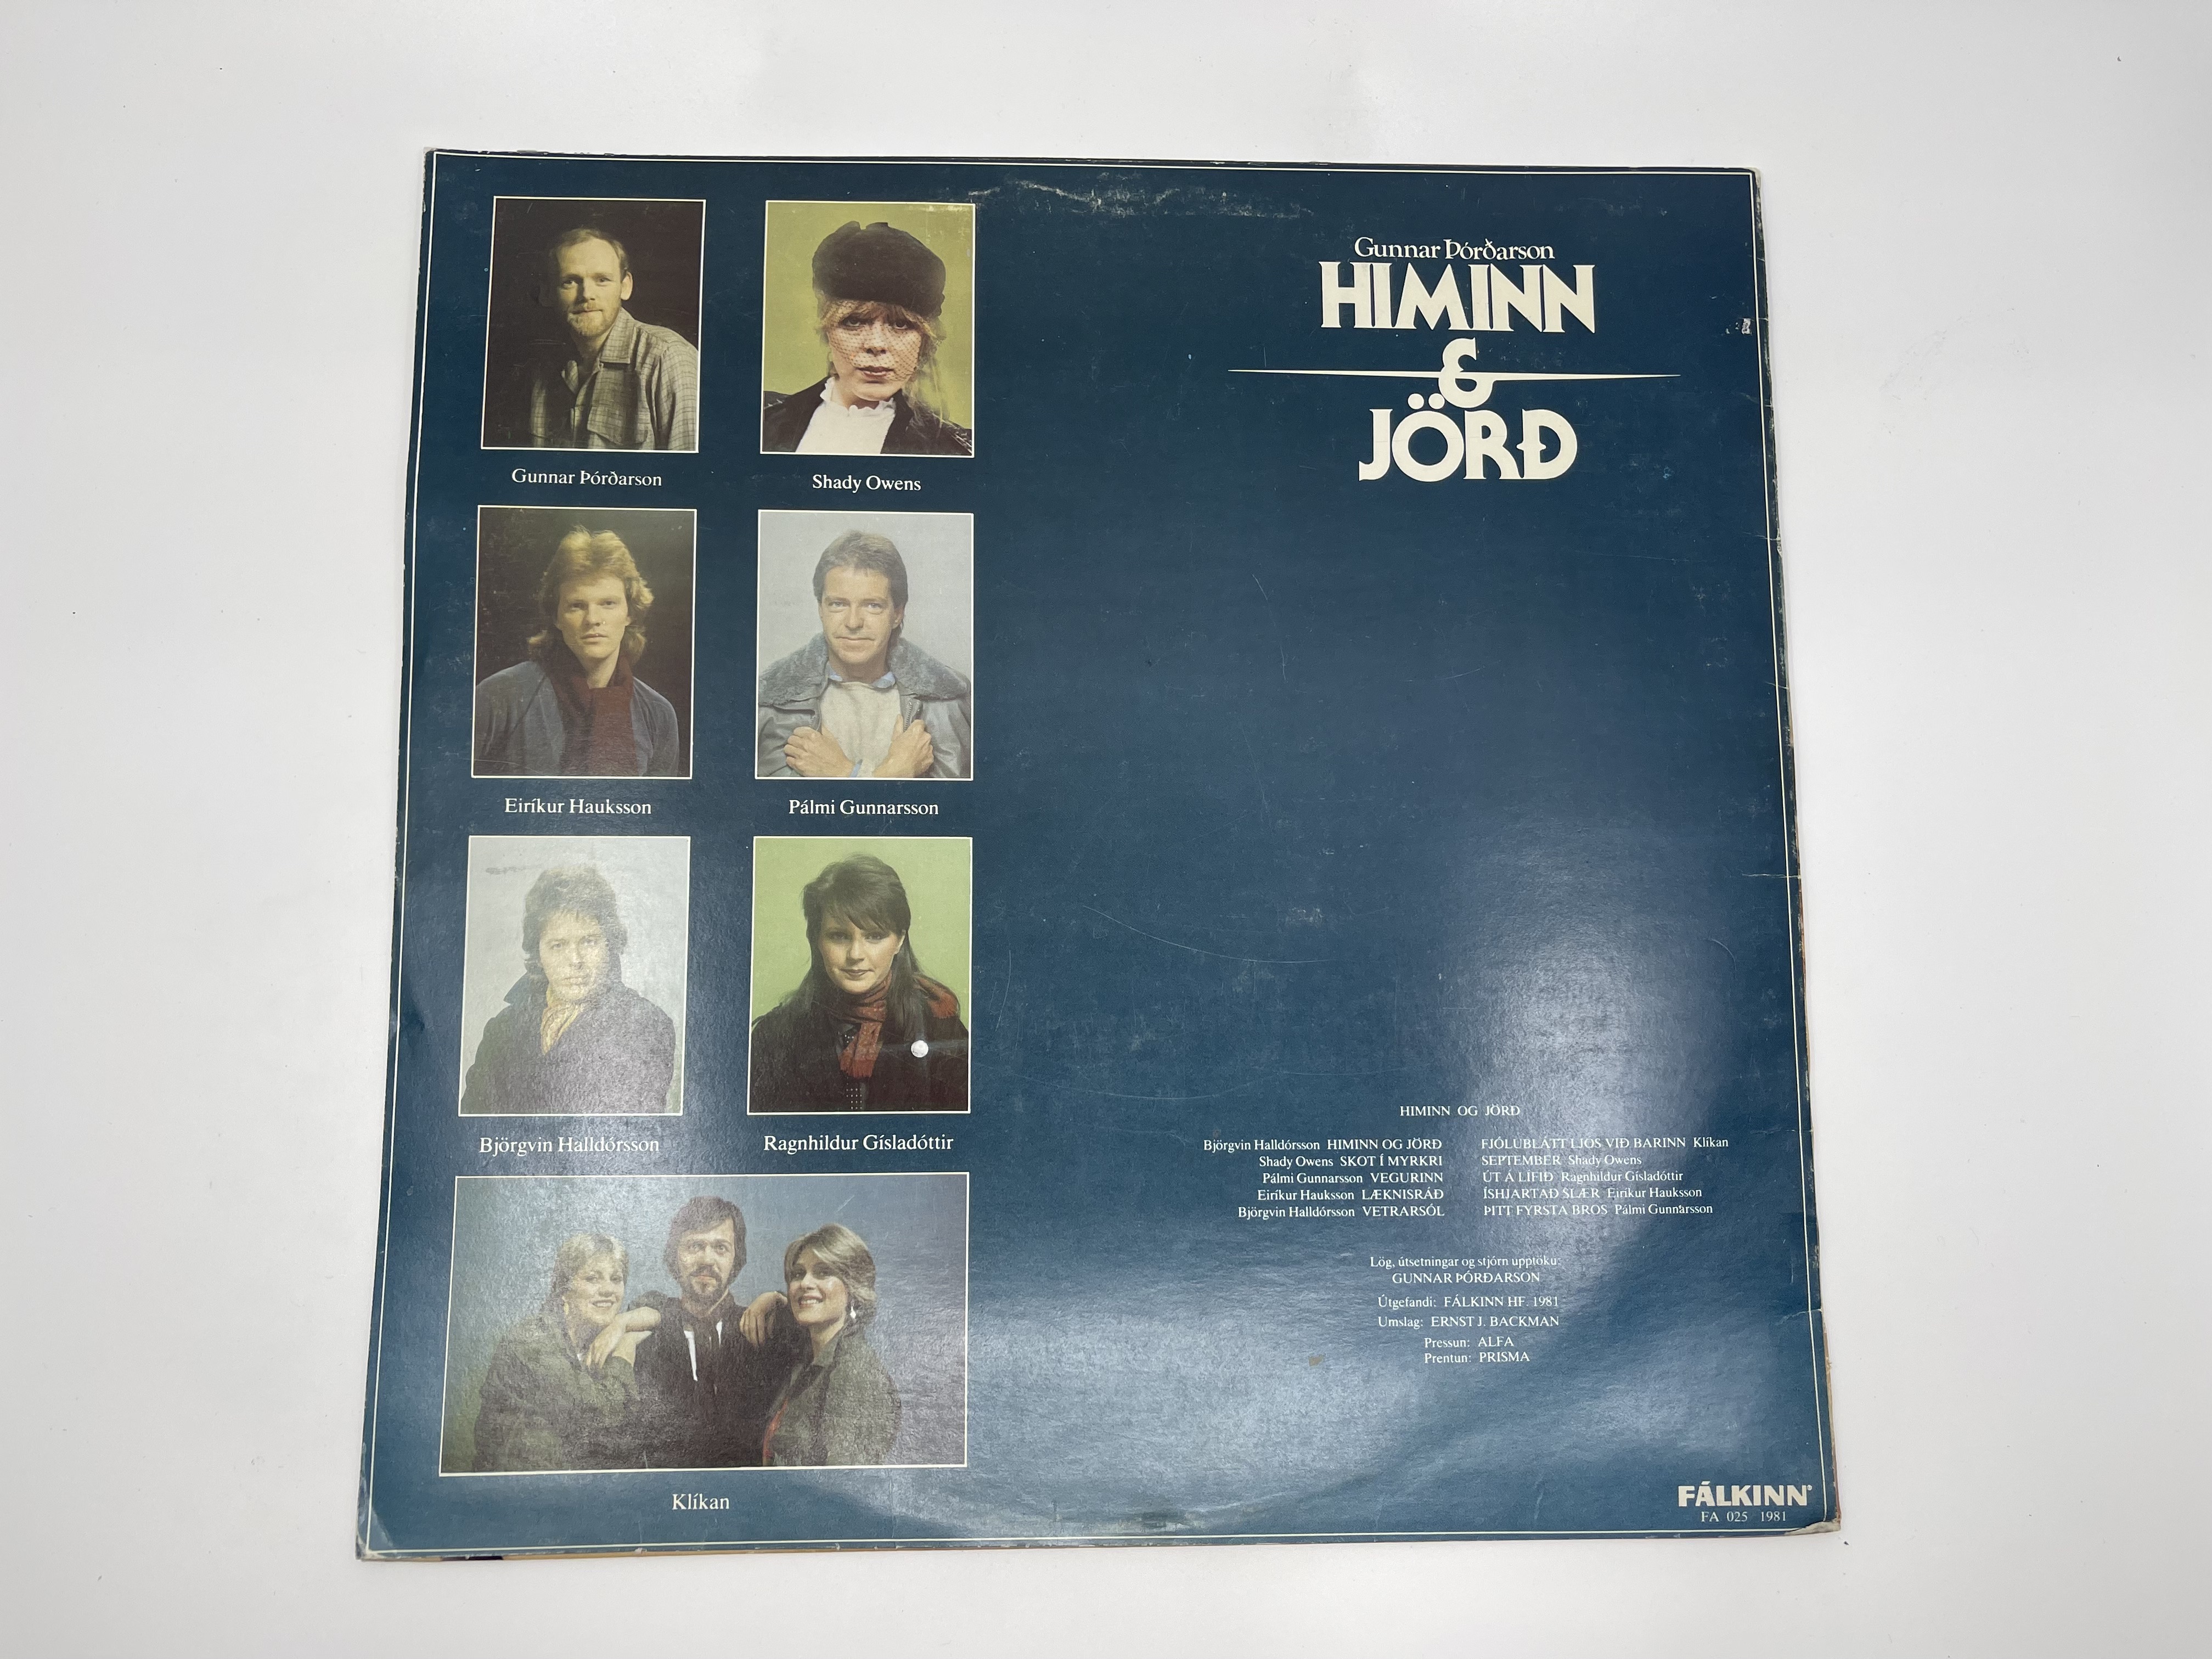 Gunnar Þórðarson
HIMINN
&
JÖRÐ
Gunnar Þórðarson
Shady Owens
Eiríkur Hauksson
Pálmi Gunnarsson
Björgvin Halldórsson
Ragnhildur Gísladóttir
Klíkan
HIMINN OG JÖRÐ
Björgvin Halldórsson HIMINN OG JÖRÐ
Shady Owens SKOT Í MYRKRI
Pálmi Gunnarsson VEGURINN
Eiríkur Hauksson LÆKNISRÁÐ
Björgvin Halldórsson VETRARSÓL
FJÓLUBLÁTT LJÓS VIÐ BARINN Klíkan
SEPTEMBER Shady Owens
ÚT Á LÍFIÐ Ragnhildur Gísladóttir
ÍSHJARTAÐ SLÆR Eiríkur Hauksson
ÞITT FYRSTA BROS Pálmi Gunnarsson
Lög, útsetningar og stjórn upptöku:
GUNNAR ÞÓRÐARSON
Útgefandi: FÁLKINN HF. 1981
Umslag: ERNST J. BACKMAN
Pressun: ALFA
Prentun: PRISMA
FÁLKINN
FA 025 1981